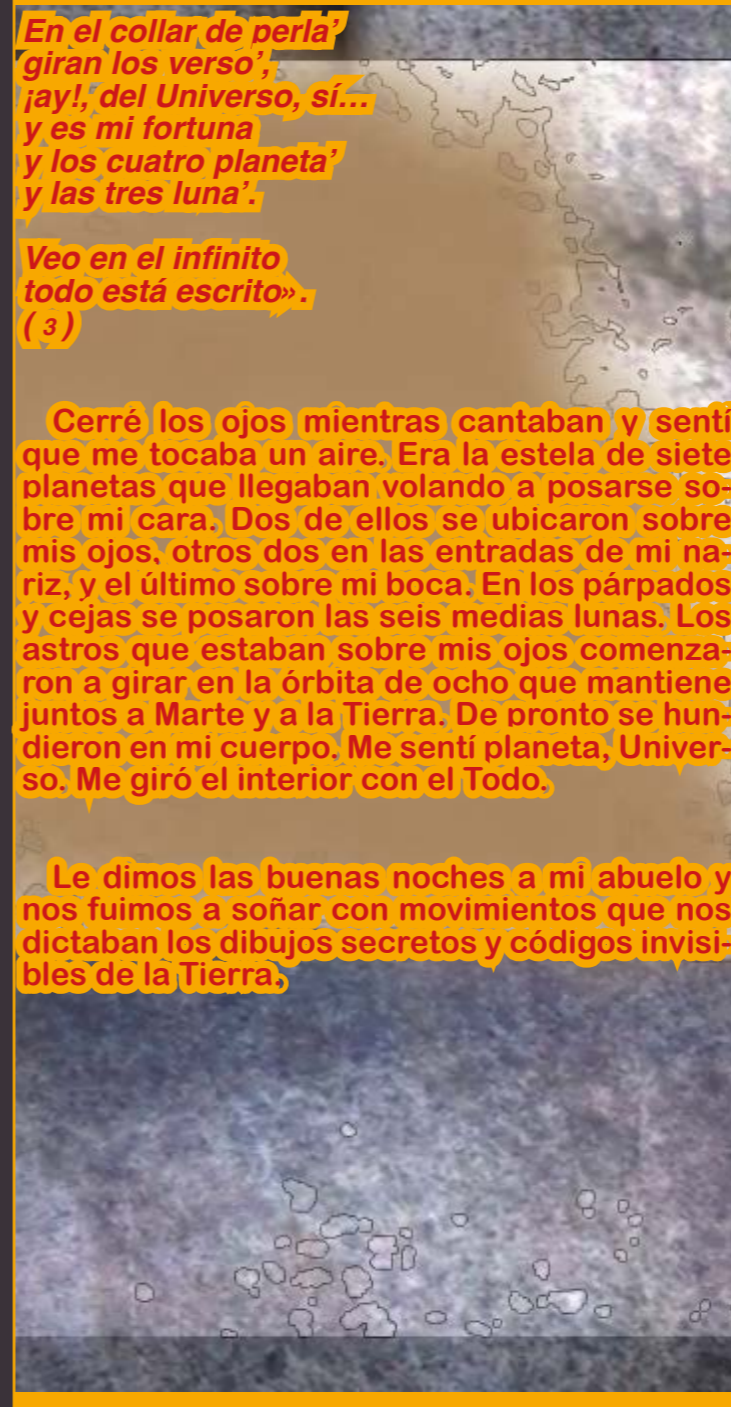 En el collar de perla’
giran los verso’,
¡ay!, del Universo, sí…
y es mi fortuna
y los cuatro planeta’
y las tres luna’.
Veo en el infinito
todo está escrito».
( 3 )
Cerré los ojos mientras cantaban y sentí
que me tocaba un aire. Era la estela de siete
planetas que llegaban volando a posarse so-
bre mi cara. Dos de ellos se ubicaron sobre
mis ojos, otros dos en las entradas de mi na-
riz, y el último sobre mi boca. En los párpados
y cejas se posaron las seis medias lunas. Los
astros que estaban sobre mis ojos comenza-
ron a girar en la órbita de ocho que mantiene
juntos a Marte y a la Tierra. De pronto se hun-
dieron en mi cuerpo. Me sentí planeta, Univer-
so. Me giró el interior con el Todo.
Le dimos las buenas noches a mi abuelo y
nos fuimos a soñar con movimientos que nos
dictaban los dibujos secretos y códigos invisi-
bles de la Tierra.